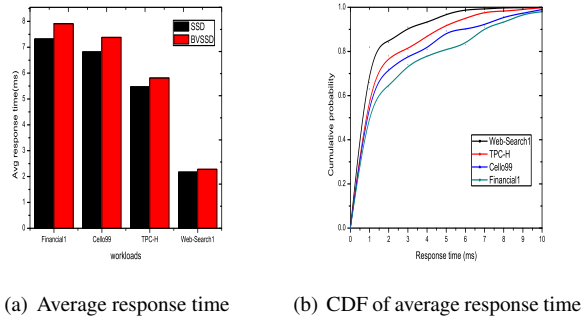 8
7
6
5
4
3
2
1
0
Avg response time(ms)
SSD
BVSSD
Financial1 Cello99 TPC-H Web-Search1
workloads
1.0
0.8
0.6
0.4
0.2
0.0
Cumulative probability
Web-Search1
TPC-H
Cello99
Financial1
0 1 2 3 4 5 6 7 8 9 10
Response time (ms)
(a) Average response time
(b) CDF of average response time